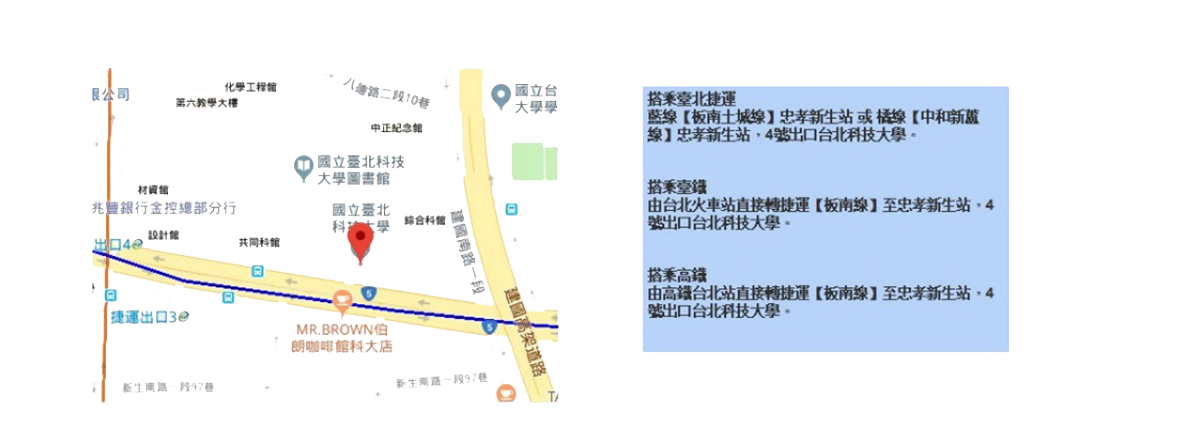 限公司
化學工程館
第六教學大樓
八德路二段10巷
國立台
大學學
中正紀念館
國立臺北科技
大學圖書館
材資館
兆豐銀行金控總部分行
國立臺北
科技大學
綜合科館
建國南路一段
出口4
設計館
共同科館
5
捷運出口3
MR.BROWN伯
朗咖啡館科大店
5
建國高架道路
新生南路一段97巷
新生南路一段97巷
TA
搭乘臺北捷運
藍線【板南土城線】忠孝新生站 或 橘線【中和新蘆
線】忠孝新生站，4號出口台北科技大學。
搭乘臺鐵
由台北火車站直接轉捷運【板南線】至忠孝新生站，4
號出口台北科技大學。
搭乘高鐵
由高鐵台北站直接轉捷運【板南線】至忠孝新生站，4
號出口台北科技大學。